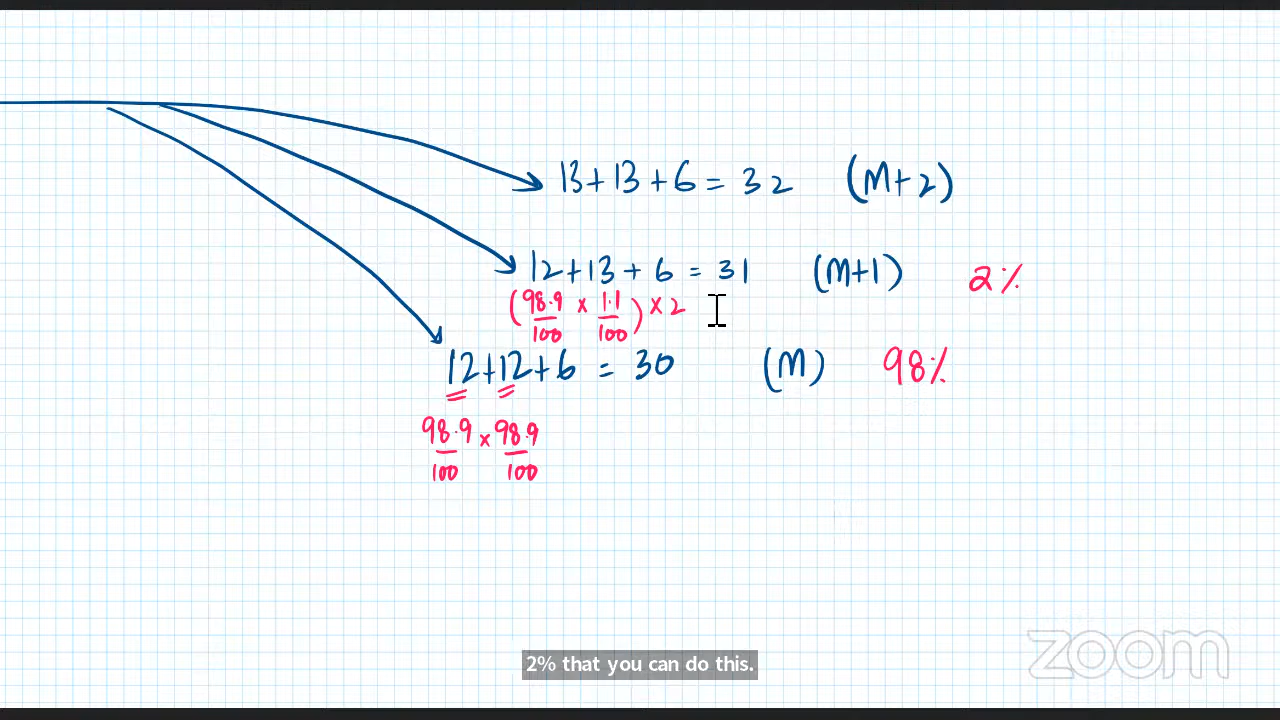 13+13+6 = 32 (M+2)
12+13+6 = 31 (M+1) 2%
(98.9/100 × 1.1/100) × 2
12+12+6 = 30 (M) 98%
98.9/100 × 98.9/100
2% that you can do this.
zoom